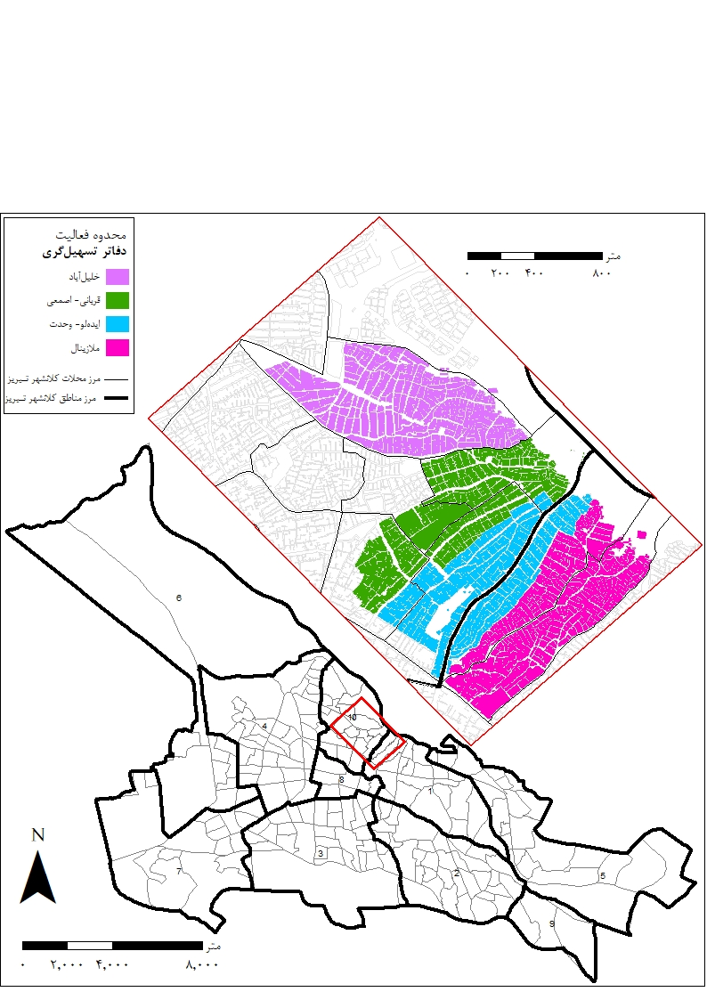 محدوه فعالیت
دفاتر تسهیل‌گری
خلیل‌آباد
قربانی- اصمعی
ایده‌لو- وحدت
ملازینال
مرز محلات کلانشهر تبریز
مرز مناطق کلانشهر تبریز
متر
۰ ۲۰۰ ۴۰۰ ۸۰۰
6
4
10
8
1
3
7
2
5
9
N
متر
۰ ۲,۰۰۰ ۴,۰۰۰ ۸,۰۰۰